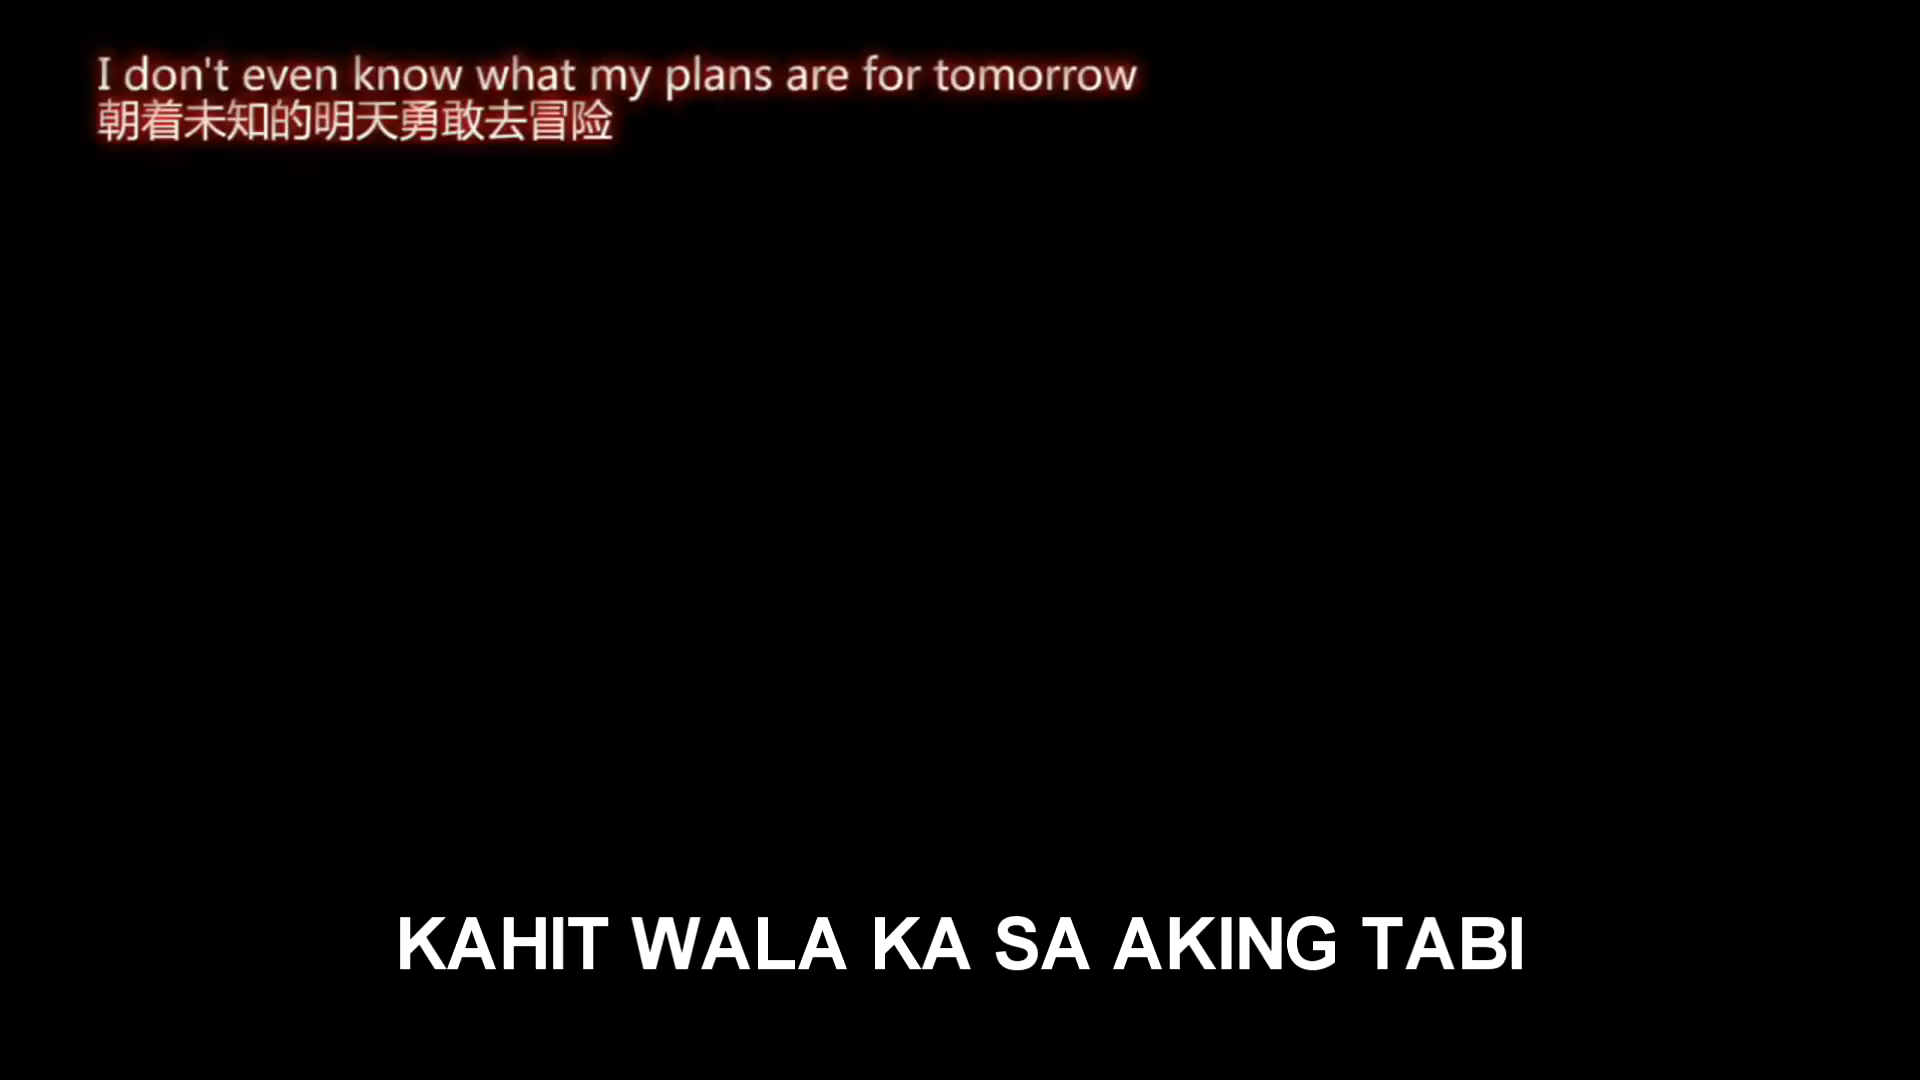 I don't even know what my plans are for tomorrow
朝着未知的明天勇敢去冒险
KAHIT WALA KA SA AKING TABI